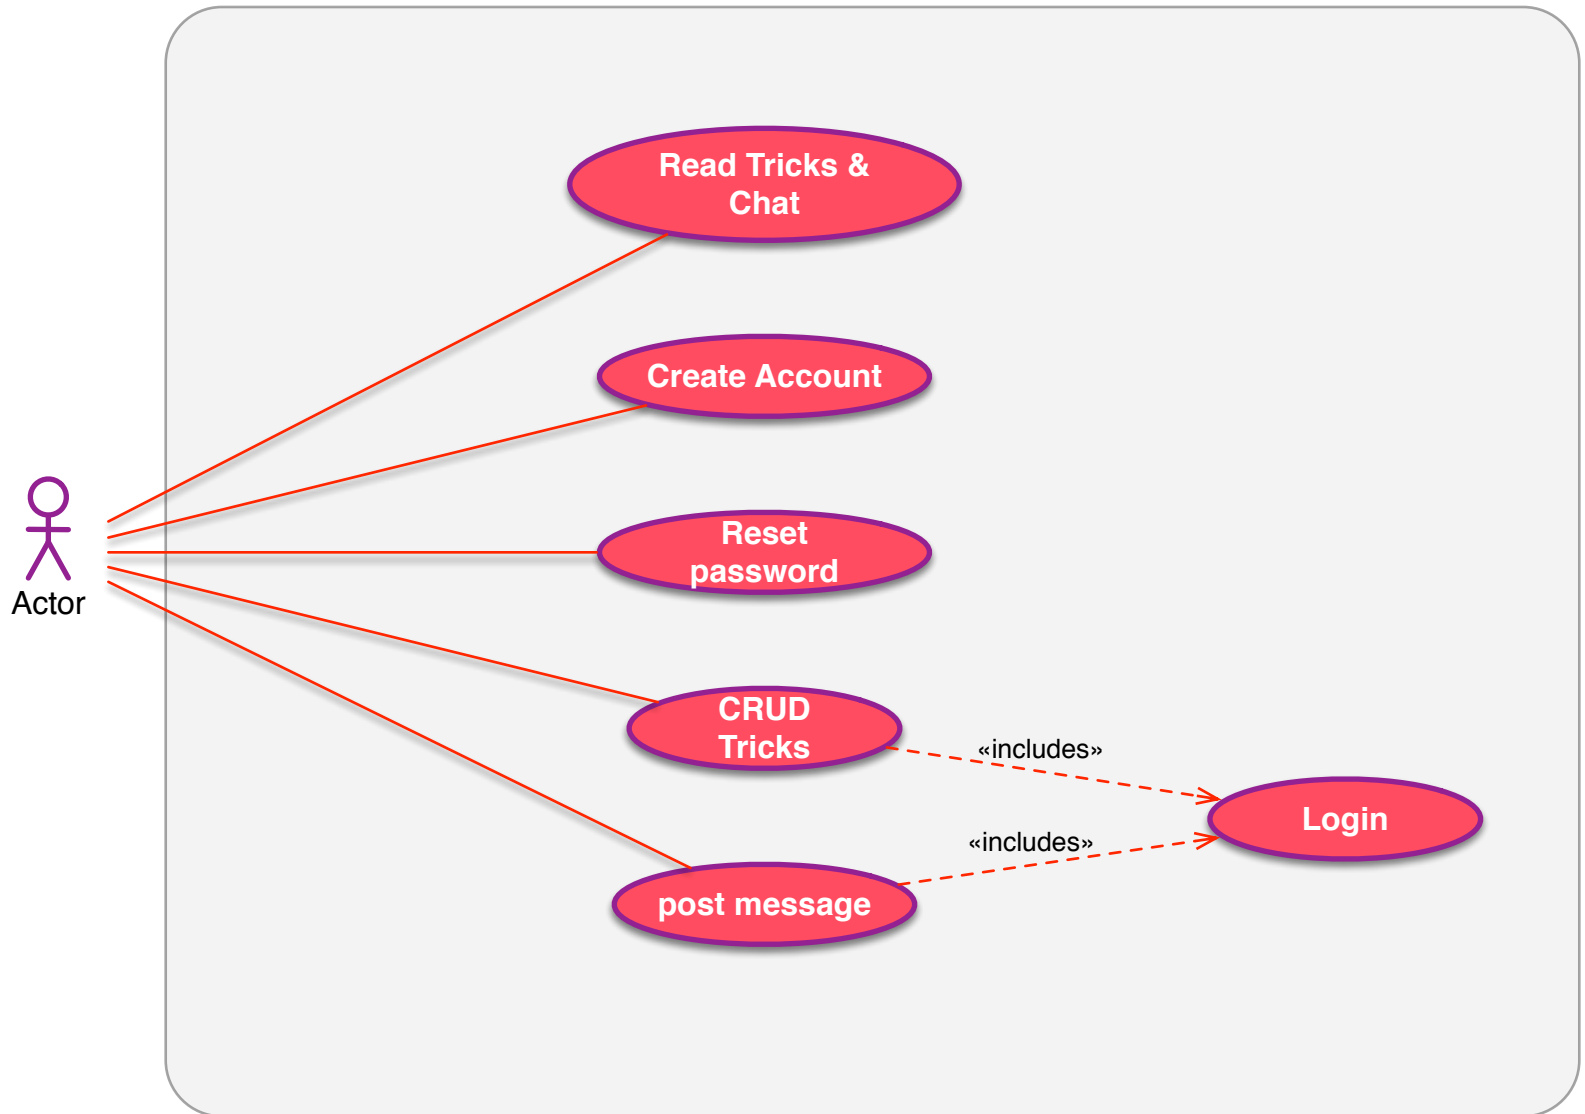 Read Tricks &
Chat
Create Account
Reset
password
Actor
CRUD
Tricks
«includes»
Login
«includes»
post message